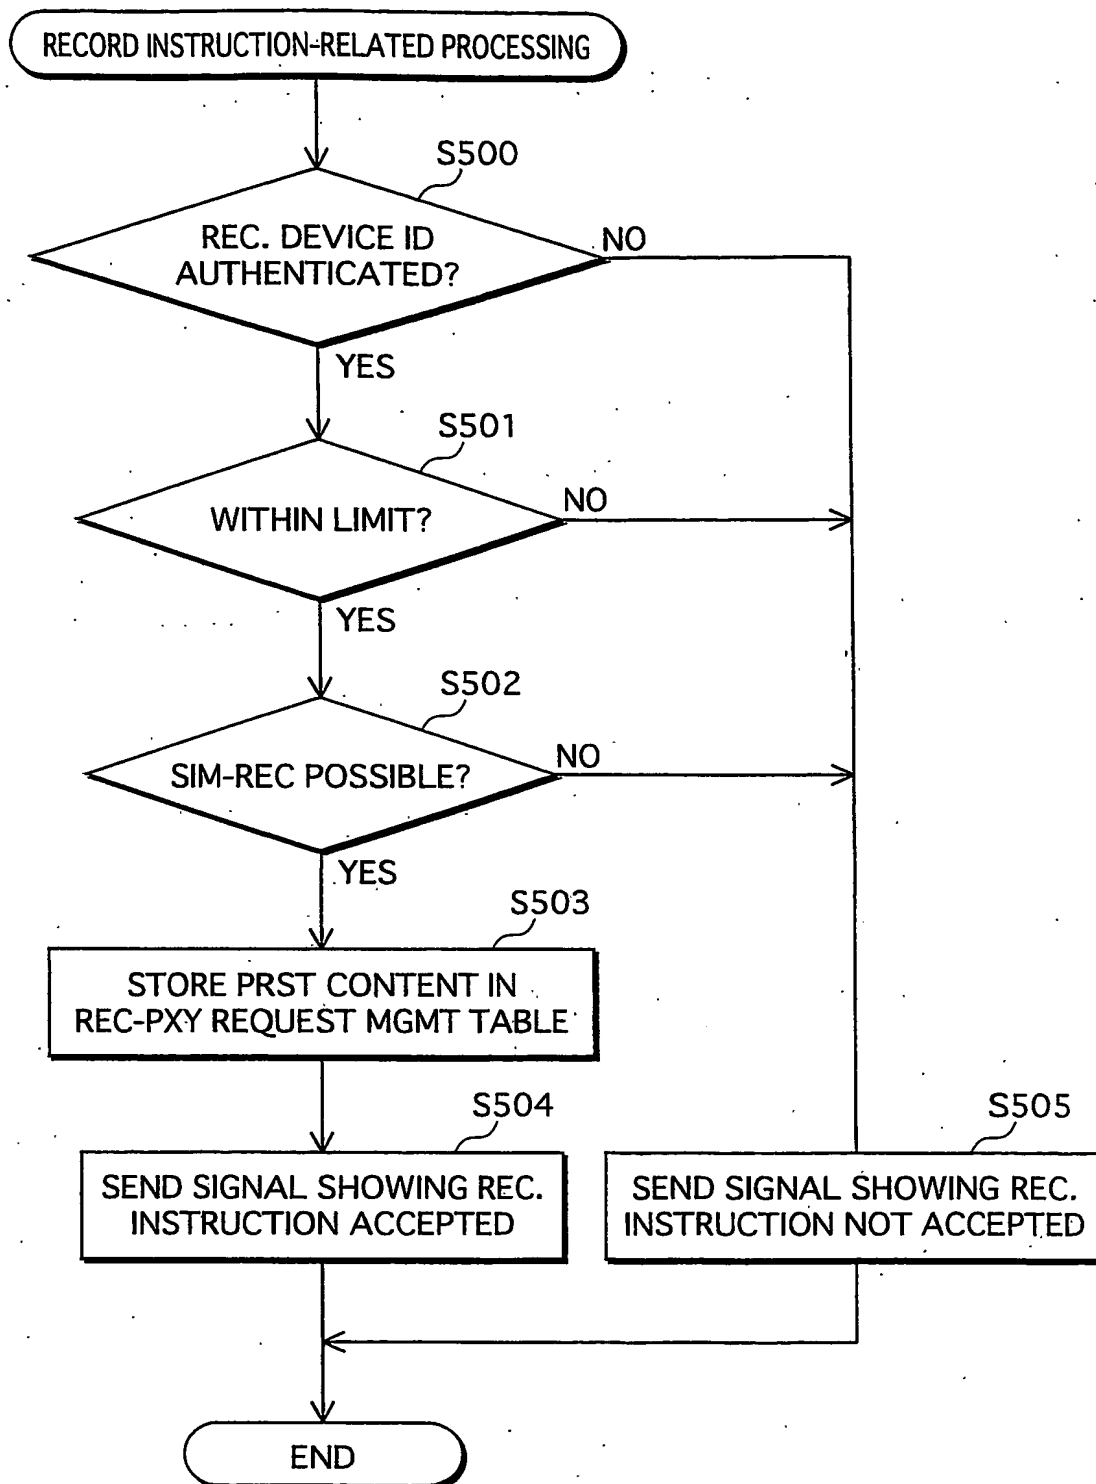 RECORD INSTRUCTION-RELATED PROCESSING
S500
REC. DEVICE ID
AUTHENTICATED?
NO
YES
S501
WITHIN LIMIT?
NO
YES
S502
SIM-REC POSSIBLE?
NO
YES
S503
STORE PRST CONTENT IN
REC-PXY REQUEST MGMT TABLE
S504
SEND SIGNAL SHOWING REC.
INSTRUCTION ACCEPTED
S505
SEND SIGNAL SHOWING REC.
INSTRUCTION NOT ACCEPTED
END